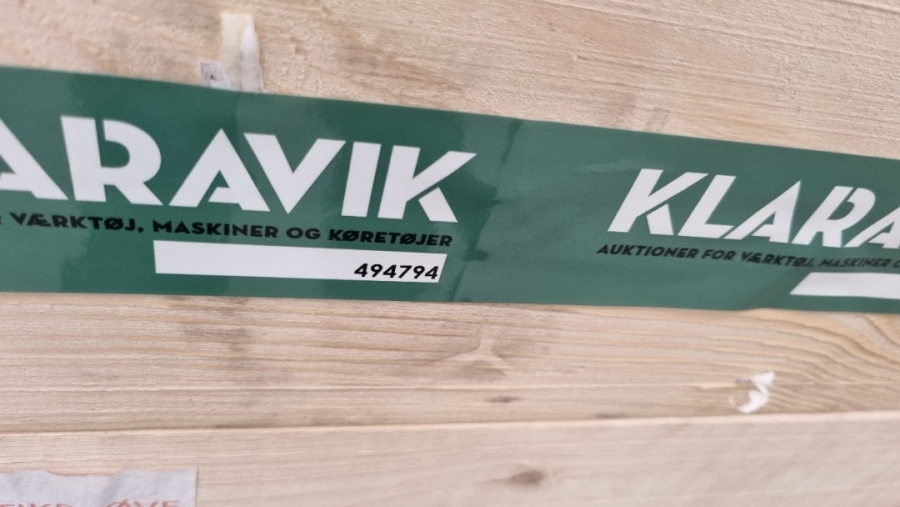 ARAVIK
VÆRKTØJ, MASKINER OG KØRETØJER
494794
KLARA
AUKTIONER FOR VÆRKTØJ, MASKINER